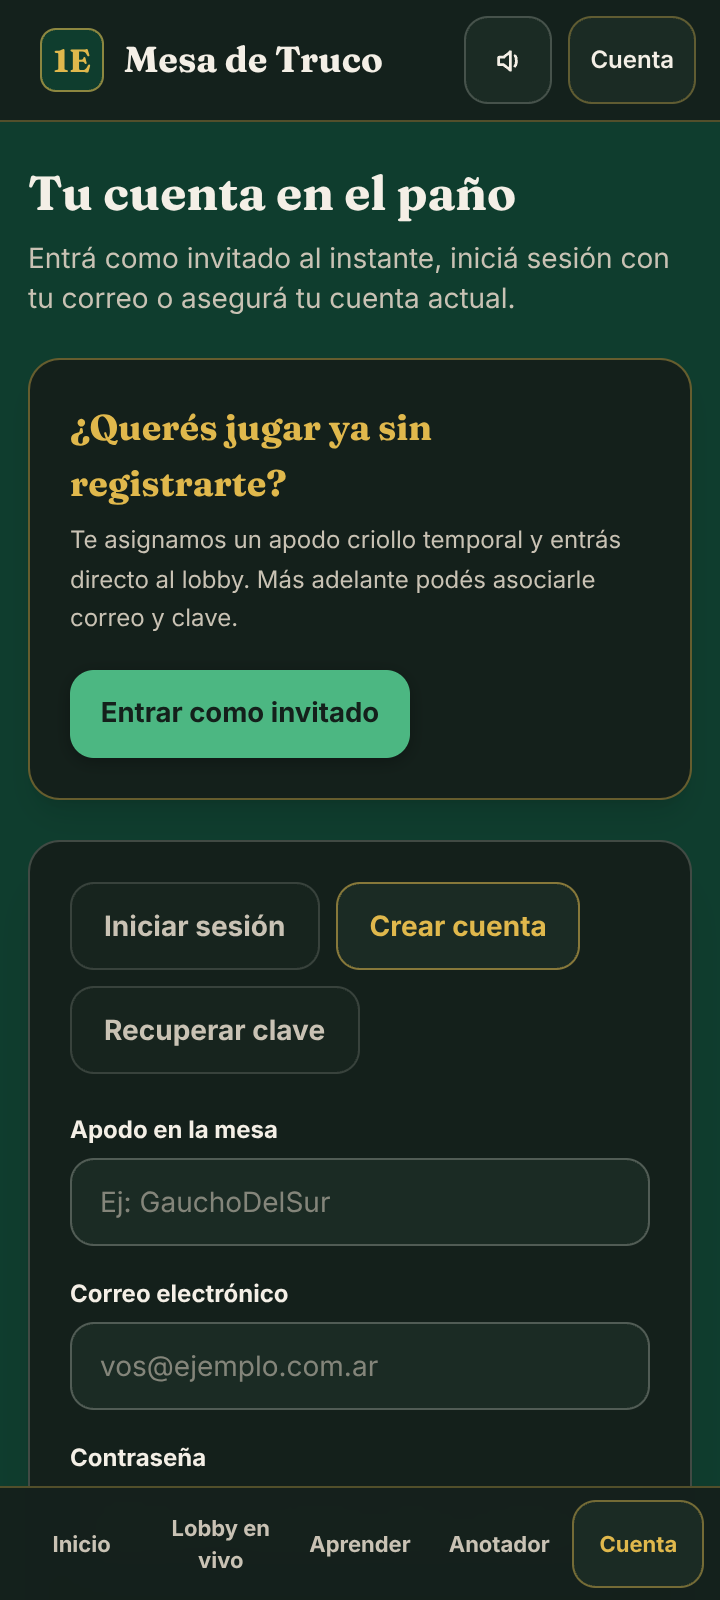 1E
Mesa de Truco
Cuenta
Tu cuenta en el paño
Entrá como invitado al instante, iniciá sesión con
tu correo o asegurá tu cuenta actual.
¿Querés jugar ya sin
registrarte?
Te asignamos un apodo criollo temporal y entrás
directo al lobby. Más adelante podés asociarle
correo y clave.
Entrar como invitado
Iniciar sesión
Crear cuenta
Recuperar clave
Apodo en la mesa
Ej: GauchoDelSur
Correo electrónico
vos@ejemplo.com.ar
Contraseña
Inicio
Lobby en
vivo
Aprender
Anotador
Cuenta